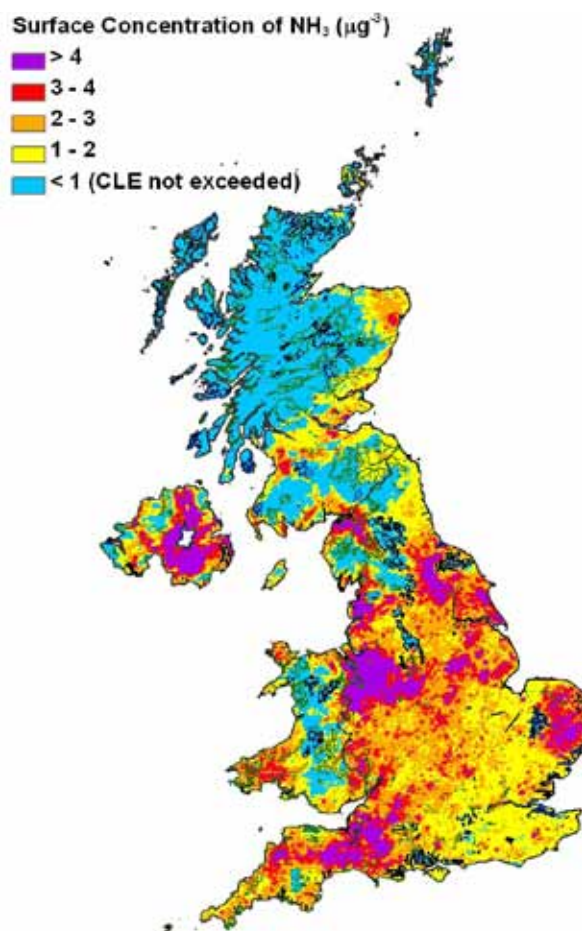 Surface Concentration of NH₃ (µg⁻³)
> 4
3 - 4
2 - 3
1 - 2
< 1 (CLE not exceeded)